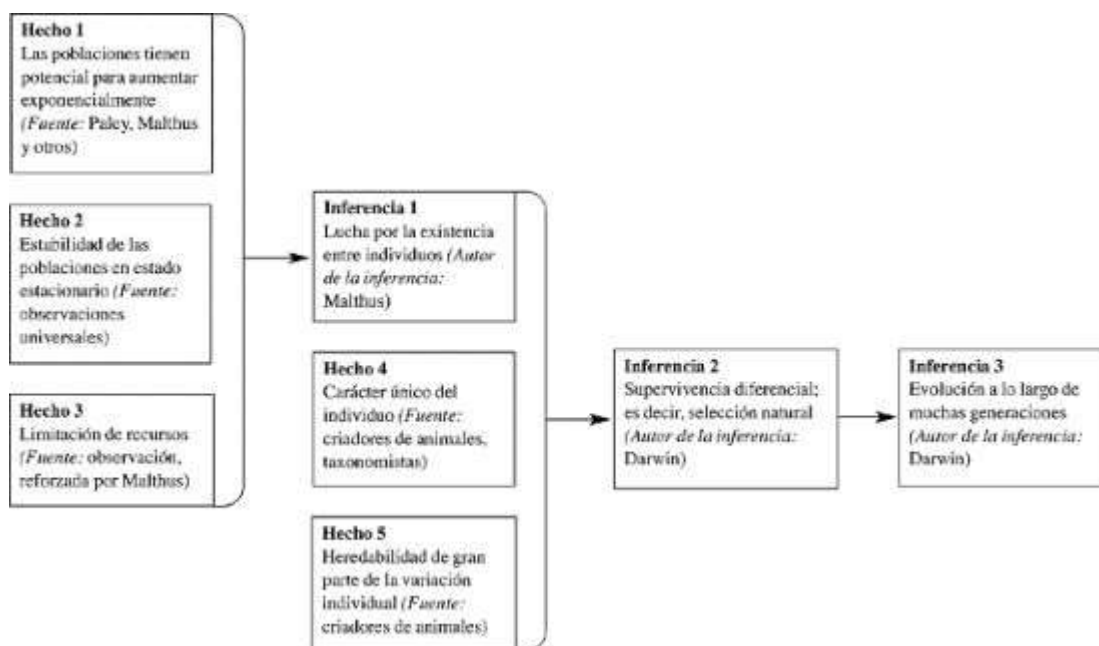 Hecho 1
Las poblaciones tienen
potencial para aumentar
exponencialmente
(Fuente: Paley, Malthus
y otros)
Hecho 2
Estabilidad de las
poblaciones en estado
estacionario (Fuente:
observaciones
universales)
Hecho 3
Limitación de recursos
(Fuente: observación,
reforzada por Malthus)
Inferencia 1
Lucha por la existencia
entre individuos (Autor
de la inferencia:
Malthus)
Hecho 4
Carácter único del
individuo (Fuente:
criadores de animales,
taxonomistas)
Hecho 5
Heredabilidad de gran
parte de la variación
individual (Fuente:
criadores de animales)
Inferencia 2
Supervivencia diferencial;
es decir, selección natural
(Autor de la inferencia:
Darwin)
Inferencia 3
Evolución a lo largo de
muchas generaciones
(Autor de la inferencia:
Darwin)